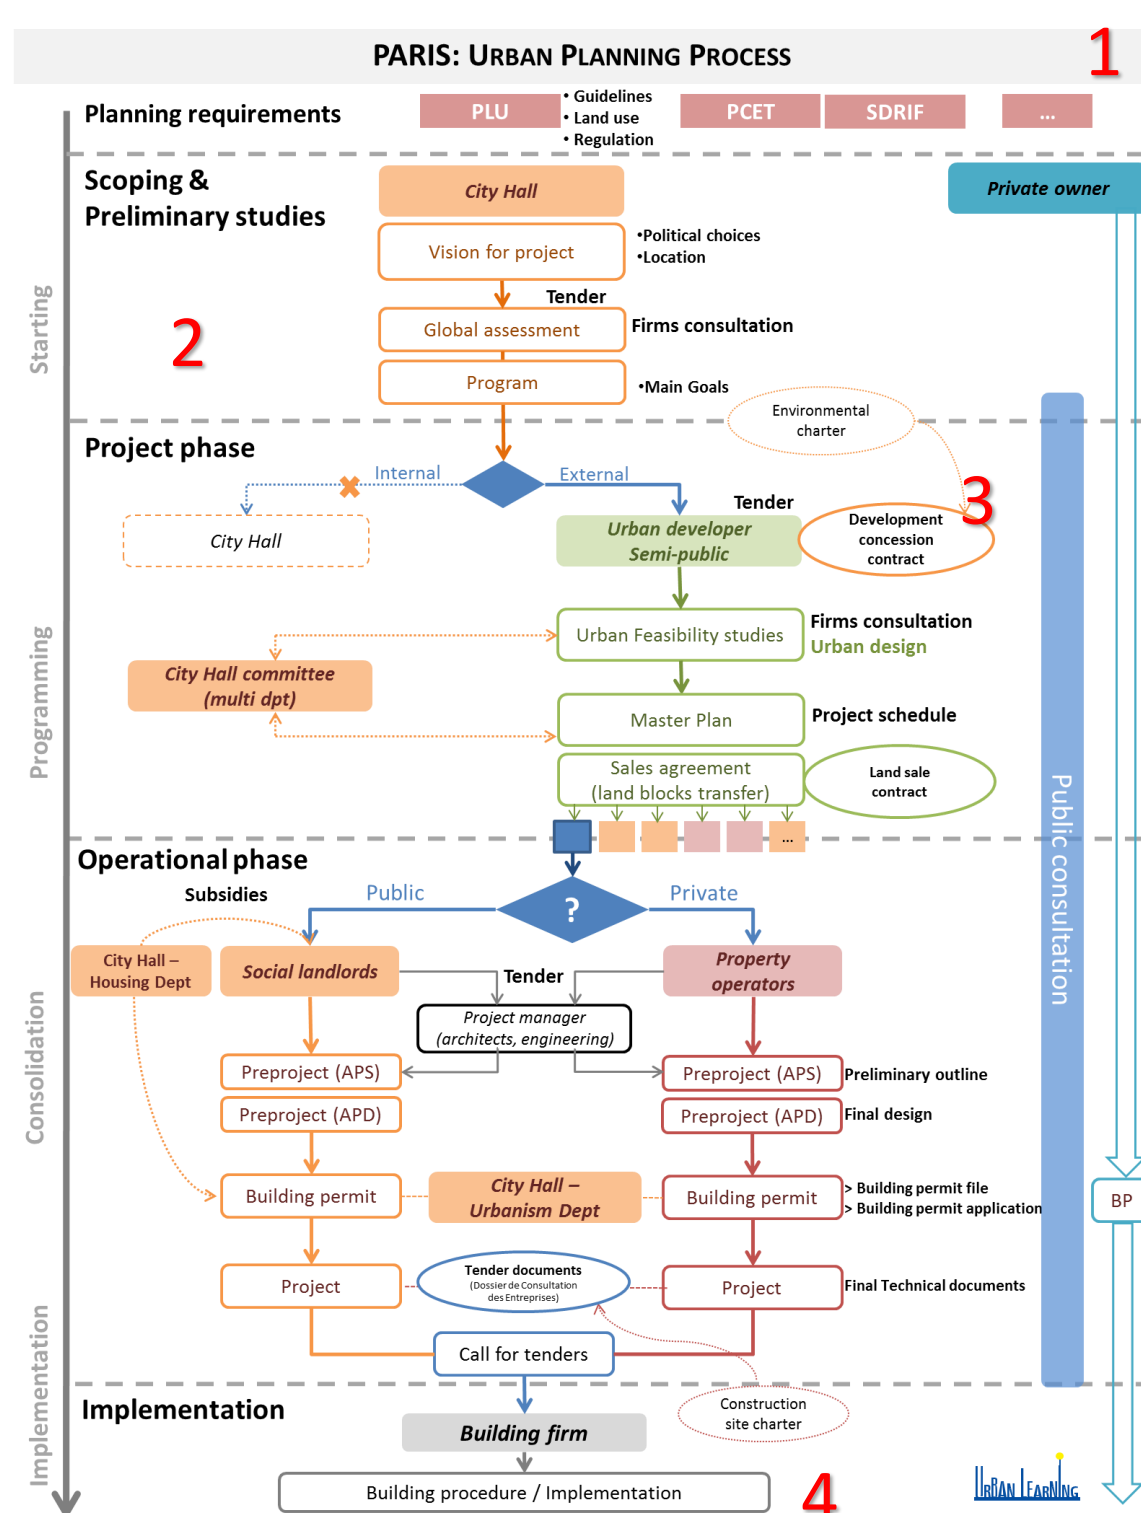 PARIS: URBAN PLANNING PROCESS
1
Planning requirements
PLU
• Guidelines
• Land use
• Regulation
PCET
SDRIF
...
Scoping &
Preliminary studies
City Hall
Private owner
Vision for project
•Political choices
•Location
Tender
Starting
2
Global assessment
Firms consultation
Program
•Main Goals
Environmental
charter
Project phase
Internal
External
Tender
3
City Hall
Urban developer
Semi-public
Development
concession
contract
Programming
Urban Feasibility studies
Firms consultation
Urban design
City Hall committee
(multi dpt)
Master Plan
Project schedule
Sales agreement
(land blocks transfer)
Land sale
contract
Public consultation
...
Operational phase
Subsidies
Public
?
Private
City Hall –
Housing Dept
Social landlords
Tender
Property
operators
Consolidation
Project manager
(architects, engineering)
Preproject (APS)
Preproject (APS)
Preliminary outline
Preproject (APD)
Preproject (APD)
Final design
Building permit
City Hall –
Urbanism Dept
Building permit
> Building permit file
> Building permit application
BP
Project
Tender documents
(Dossier de Consultation
des Entreprises)
Project
Final Technical documents
Call for tenders
Implementation
Implementation
Construction
site charter
Building firm
Building procedure / Implementation
4
URBAN LEARNING